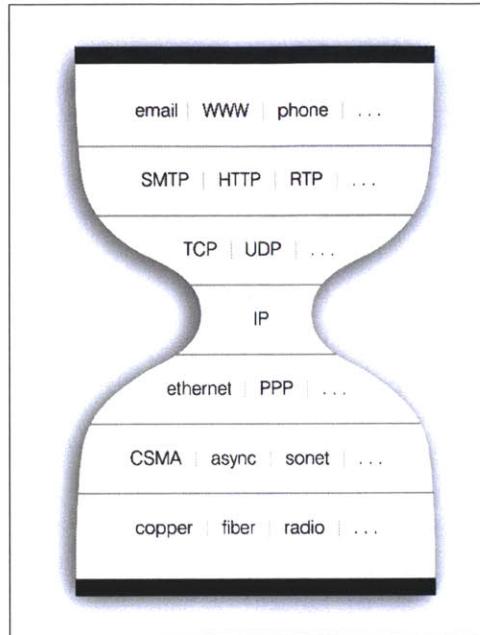 email | WWW | phone | ...
SMTP | HTTP | RTP | ...
TCP | UDP | ...
IP
ethernet | PPP | ...
CSMA | async | sonet | ...
copper | fiber | radio | ...